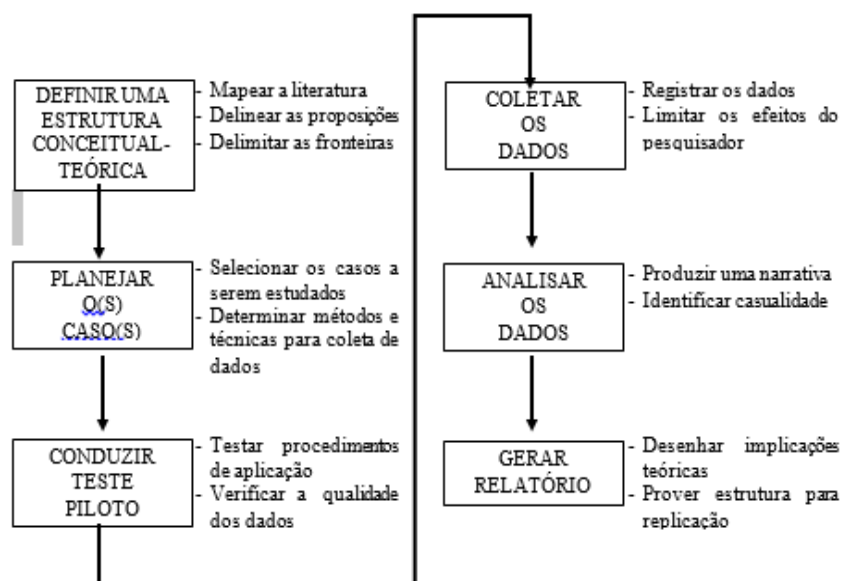 DEFINIR UMA
ESTRUTURA
CONCEITUAL-
TEÓRICA
- Mapear a literatura
- Delinear as proposições
- Delimitar as fronteiras
PLANEJAR
O(S)
CASO(S)
- Selecionar os casos a
serem estudados
- Determinar métodos e
técnicas para coleta de
dados
CONDUZIR
TESTE
PILOTO
- Testar procedimentos
de aplicação
- Verificar a qualidade
dos dados
COLETAR
OS
DADOS
- Registrar os dados
- Limitar os efeitos do
pesquisador
ANALISAR
OS
DADOS
- Produzir uma narrativa
- Identificar casualidade
GERAR
RELATÓRIO
- Desenhar implicações
teóricas
- Prover estrutura para
replicação